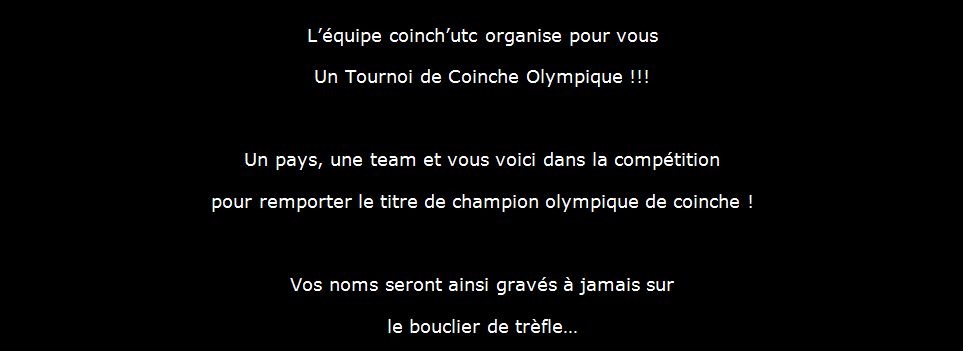 L’équipe coinch’utc organise pour vous
Un Tournoi de Coinche Olympique !!!
Un pays, une team et vous voici dans la compétition
pour remporter le titre de champion olympique de coinche !
Vos noms seront ainsi gravés à jamais sur
le bouclier de trèfle…